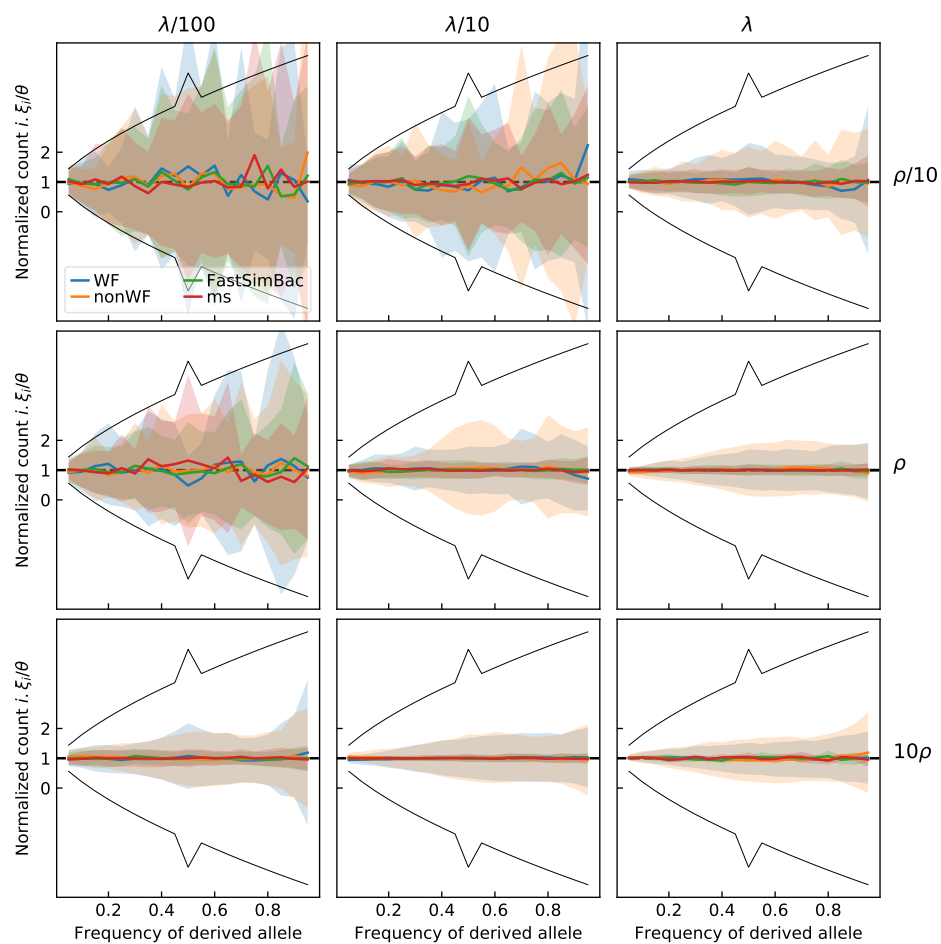 λ/100 λ/10 λ
Normalized count i. ξᵢ/θ
2
1
0
WF FastSimBac
nonWF ms
ρ/10
Normalized count i. ξᵢ/θ
2
1
0
ρ
Normalized count i. ξᵢ/θ
2
1
0
10ρ
0.2 0.4 0.6 0.8 0.2 0.4 0.6 0.8 0.2 0.4 0.6 0.8
Frequency of derived allele Frequency of derived allele Frequency of derived allele